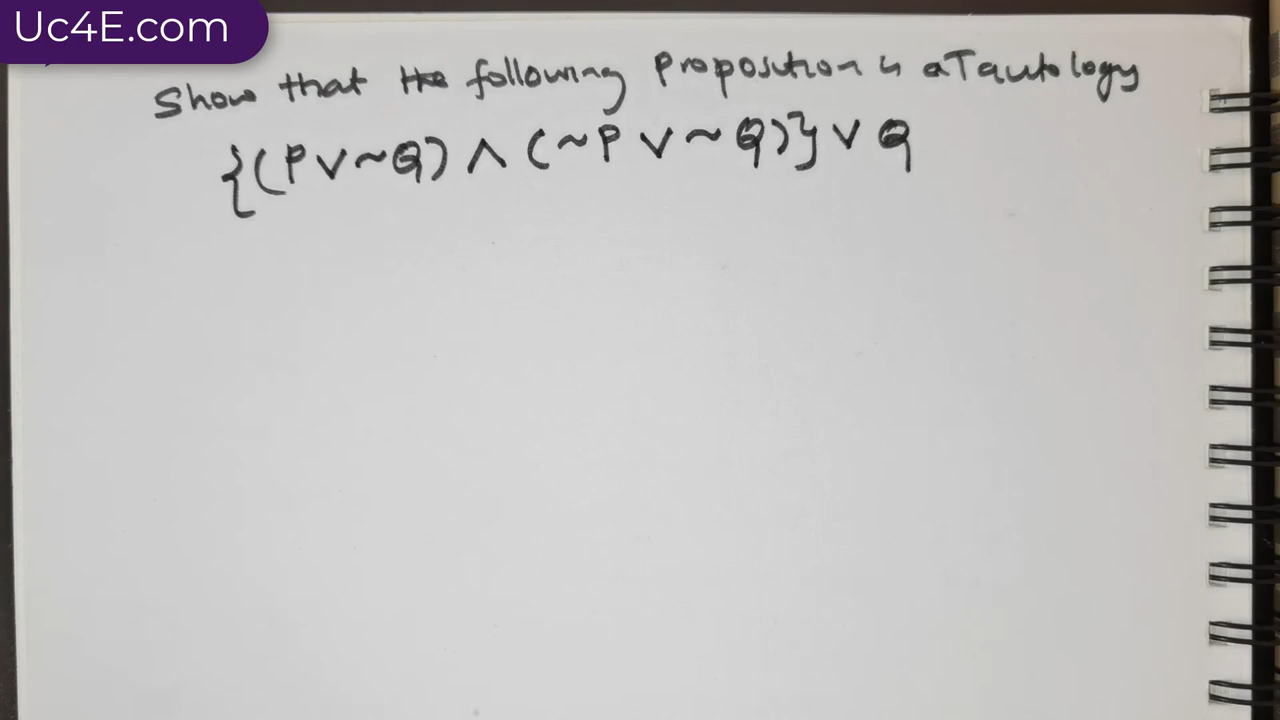 Uc4E.com
Show that the following Proposition is a Tautology
{(P∨~Q) ∧ (~P ∨ ~Q)} ∨ Q